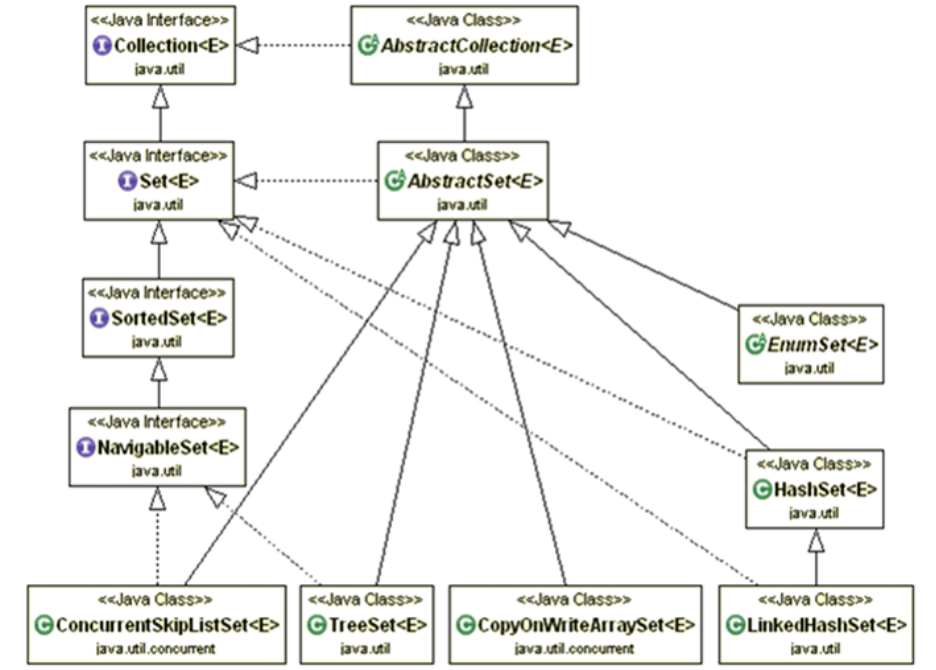 <<Java Interface>>
Collection<E>
java.util
<<Java Class>>
AbstractCollection<E>
java.util
<<Java Interface>>
Set<E>
java.util
<<Java Class>>
AbstractSet<E>
java.util
<<Java Interface>>
SortedSet<E>
java.util
<<Java Class>>
EnumSet<E>
java.util
<<Java Interface>>
NavigableSet<E>
java.util
<<Java Class>>
HashSet<E>
java.util
<<Java Class>>
ConcurrentSkipListSet<E>
java.util.concurrent
<<Java Class>>
TreeSet<E>
java.util
<<Java Class>>
CopyOnWriteArraySet<E>
java.util.concurrent
<<Java Class>>
LinkedHashSet<E>
java.util